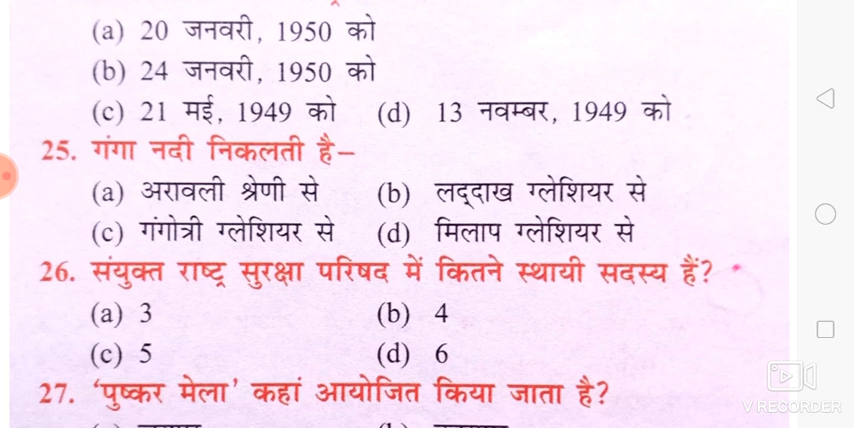 (a) 20 जनवरी, 1950 को
(b) 24 जनवरी, 1950 को
(c) 21 मई, 1949 को (d) 13 नवम्बर, 1949 को
25. गंगा नदी निकलती है–
(a) अरावली श्रेणी से (b) लद्दाख ग्लेशियर से
(c) गंगोत्री ग्लेशियर से (d) मिलाप ग्लेशियर से
26. संयुक्त राष्ट्र सुरक्षा परिषद में कितने स्थायी सदस्य हैं?
(a) 3 (b) 4
(c) 5 (d) 6
27. ‘पुष्कर मेला’ कहां आयोजित किया जाता है?
V RECORDER